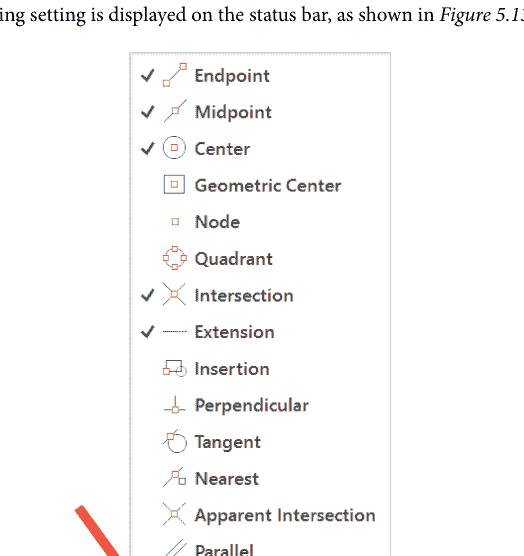 ing setting is displayed on the status bar, as shown in Figure 5.13
Endpoint
Midpoint
Center
Geometric Center
Node
Quadrant
Intersection
Extension
Insertion
Perpendicular
Tangent
Nearest
Apparent Intersection
Parallel